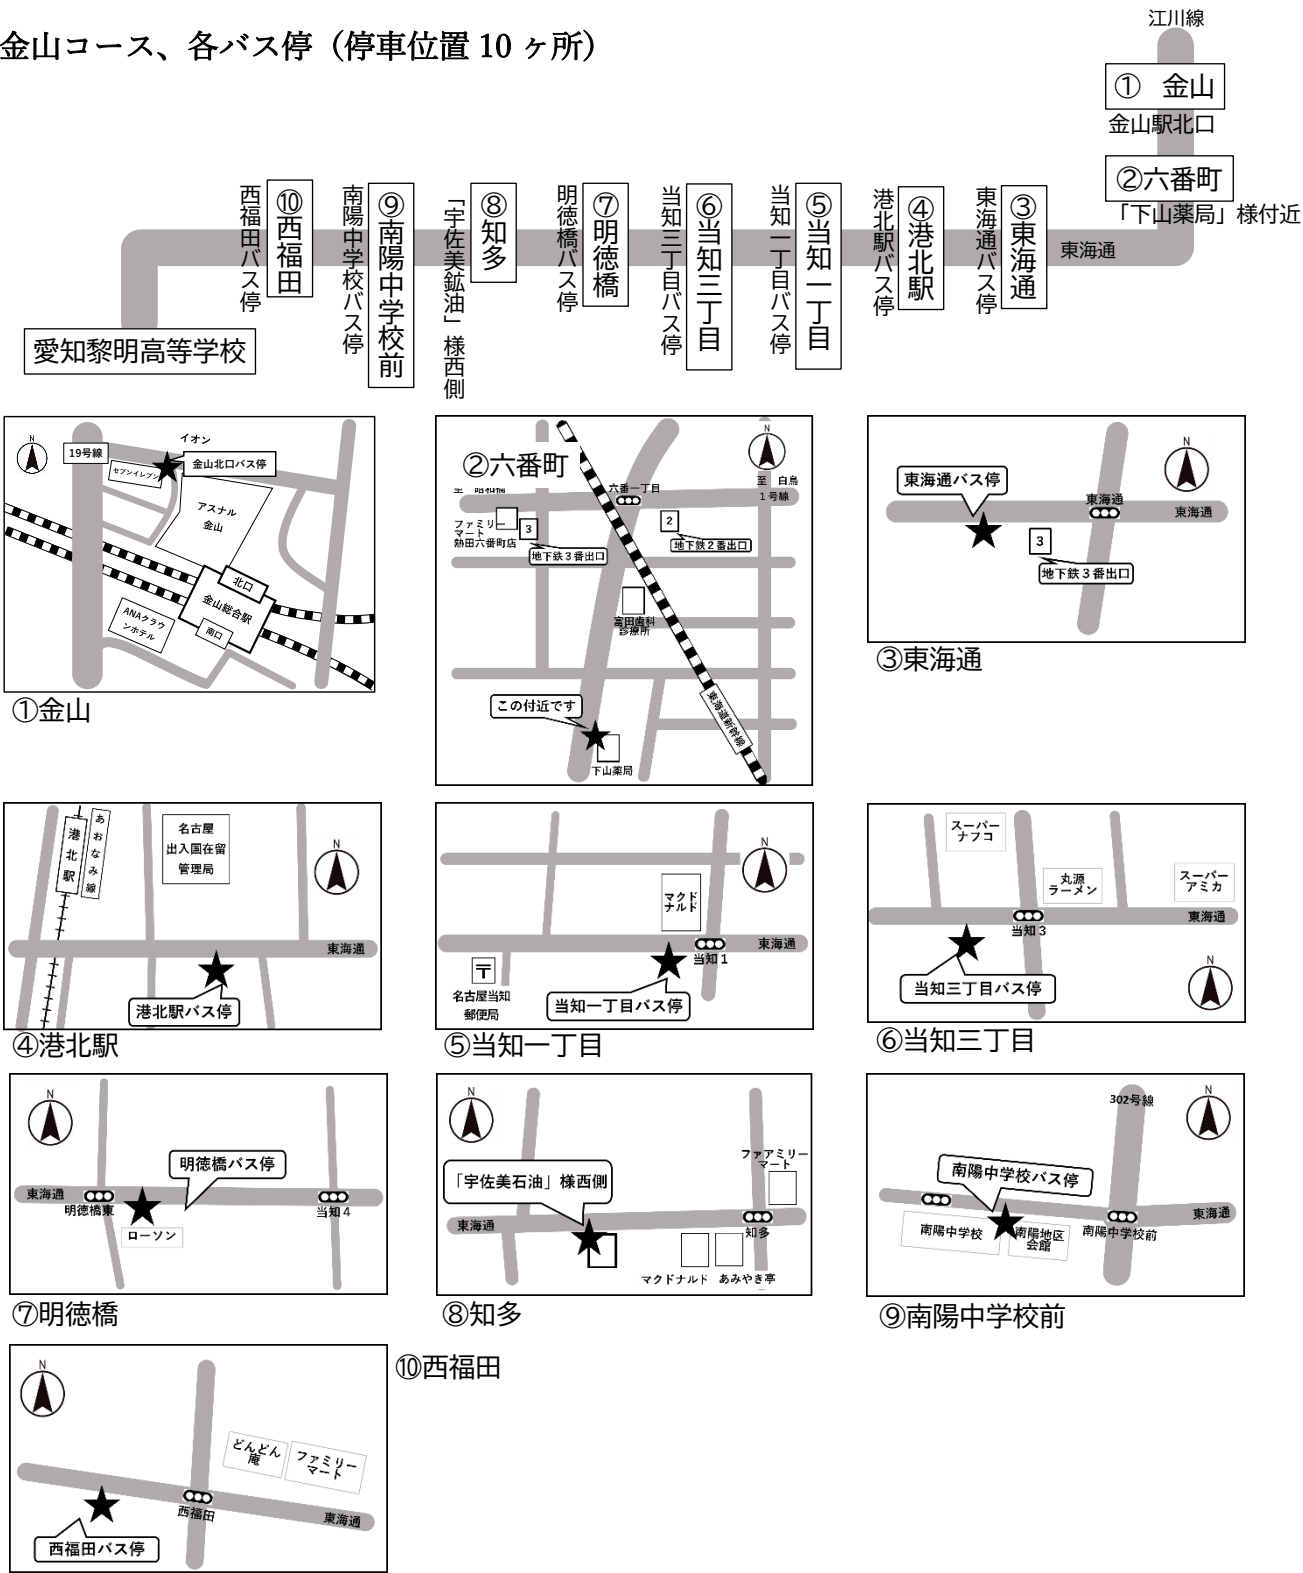 金山コース、各バス停（停車位置 10 ヶ所）
江川線
① 金山
金山駅北口
②六番町
「下山薬局」様付近
東海通
③東海通
東海通バス停
④港北駅
港北駅バス停
⑤当知一丁目
当知一丁目バス停
⑥当知三丁目
当知三丁目バス停
⑦明徳橋
明徳橋バス停
⑧知多
「宇佐美鉱油」様西側
⑨南陽中学校前
南陽中学校バス停
⑩西福田
西福田バス停
愛知黎明高等学校
N
19号線
イオン
セブンイレブン
金山北口バス停
アスナル
金山
北口
金山総合駅
南口
ANAクラウ
ンホテル
①金山
②六番町
N
至 昭和橋
六番一丁目
至 白鳥
1号線
ファミリー
マート
熱田六番町店
3
地下鉄３番出口
2
地下鉄２番出口
富田歯科
診療所
この付近です
東海道新幹線
下山薬局
N
東海通バス停
東海通
東海通
3
地下鉄３番出口
③東海通
港北駅
あおなみ線
名古屋
出入国在留
管理局
N
東海通
港北駅バス停
④港北駅
N
マクド
ナルド
東海通
当知１
〒
名古屋当知
郵便局
当知一丁目バス停
⑤当知一丁目
スーパー
ナフコ
丸源
ラーメン
スーパー
アミカ
東海通
当知３
当知三丁目バス停
N
⑥当知三丁目
N
明徳橋バス停
東海通
明徳橋東
ローソン
当知４
⑦明徳橋
N
ファアミリー
マート
「宇佐美石油」様西側
東海通
知多
マクドナルド
あみやき亭
⑧知多
302号線
N
南陽中学校バス停
東海通
南陽中学校
南陽地区
会館
南陽中学校前
⑨南陽中学校前
N
どんどん
庵
ファミリー
マート
西福田
東海通
西福田バス停
⑩西福田